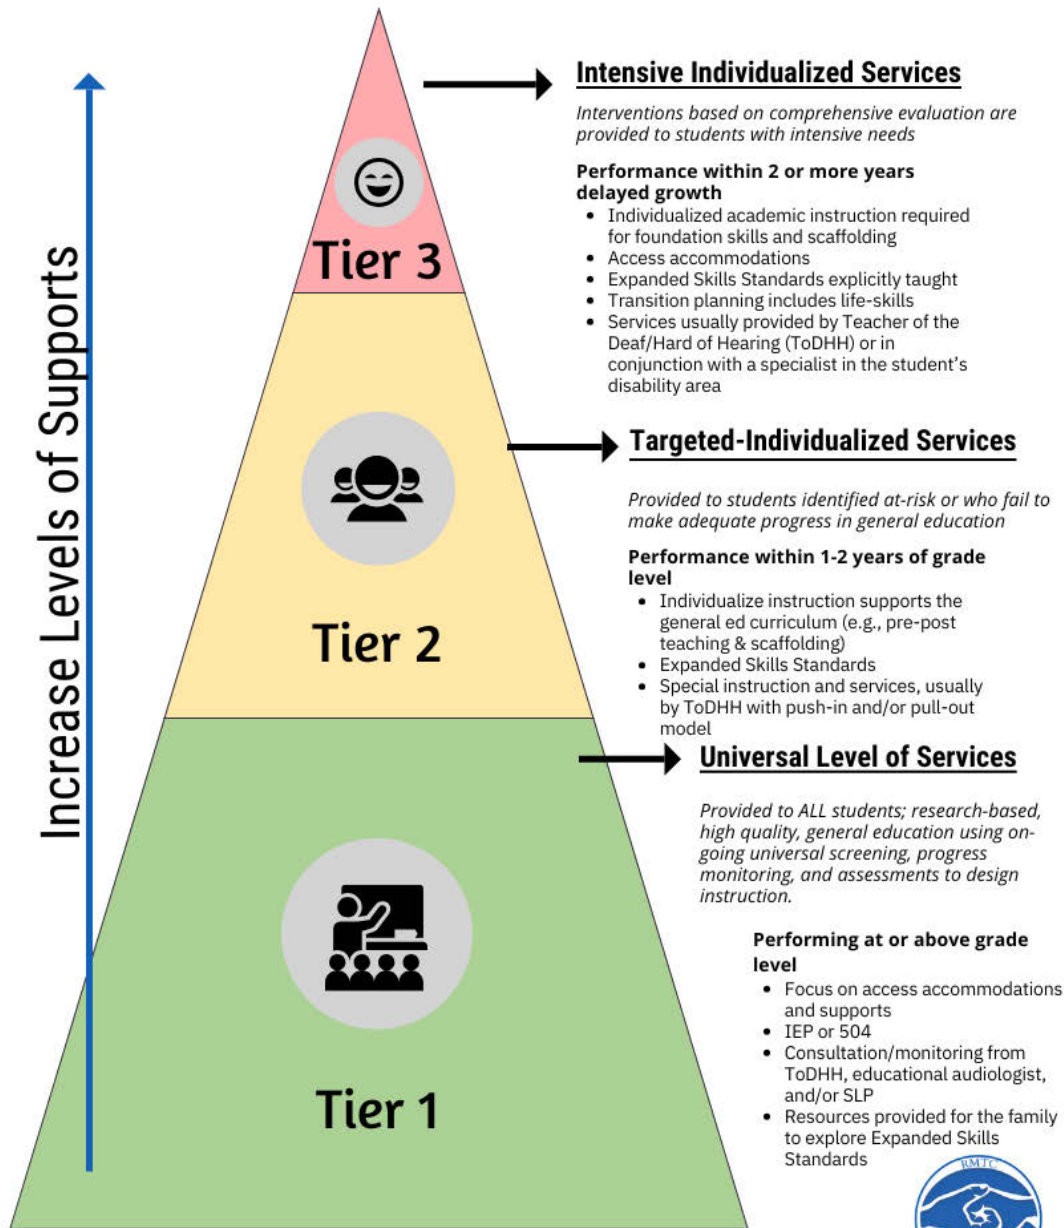 Increase Levels of Supports
Tier 3
Intensive Individualized Services
Interventions based on comprehensive evaluation are
provided to students with intensive needs
Performance within 2 or more years
delayed growth
• Individualized academic instruction required
for foundation skills and scaffolding
• Access accommodations
• Expanded Skills Standards explicitly taught
• Transition planning includes life-skills
• Services usually provided by Teacher of the
Deaf/Hard of Hearing (ToDHH) or in
conjunction with a specialist in the student's
disability area
Tier 2
Targeted-Individualized Services
Provided to students identified at-risk or who fail to
make adequate progress in general education
Performance within 1-2 years of grade
level
• Individualize instruction supports the
general ed curriculum (e.g., pre-post
teaching & scaffolding)
• Expanded Skills Standards
• Special instruction and services, usually
by ToDHH with push-in and/or pull-out
model
Tier 1
Universal Level of Services
Provided to ALL students; research-based,
high quality, general education using on-
going universal screening, progress
monitoring, and assessments to design
instruction.
Performing at or above grade
level
• Focus on access accommodations
and supports
• IEP or 504
• Consultation/monitoring from
ToDHH, educational audiologist,
and/or SLP
• Resources provided for the family
to explore Expanded Skills
Standards
RMTC